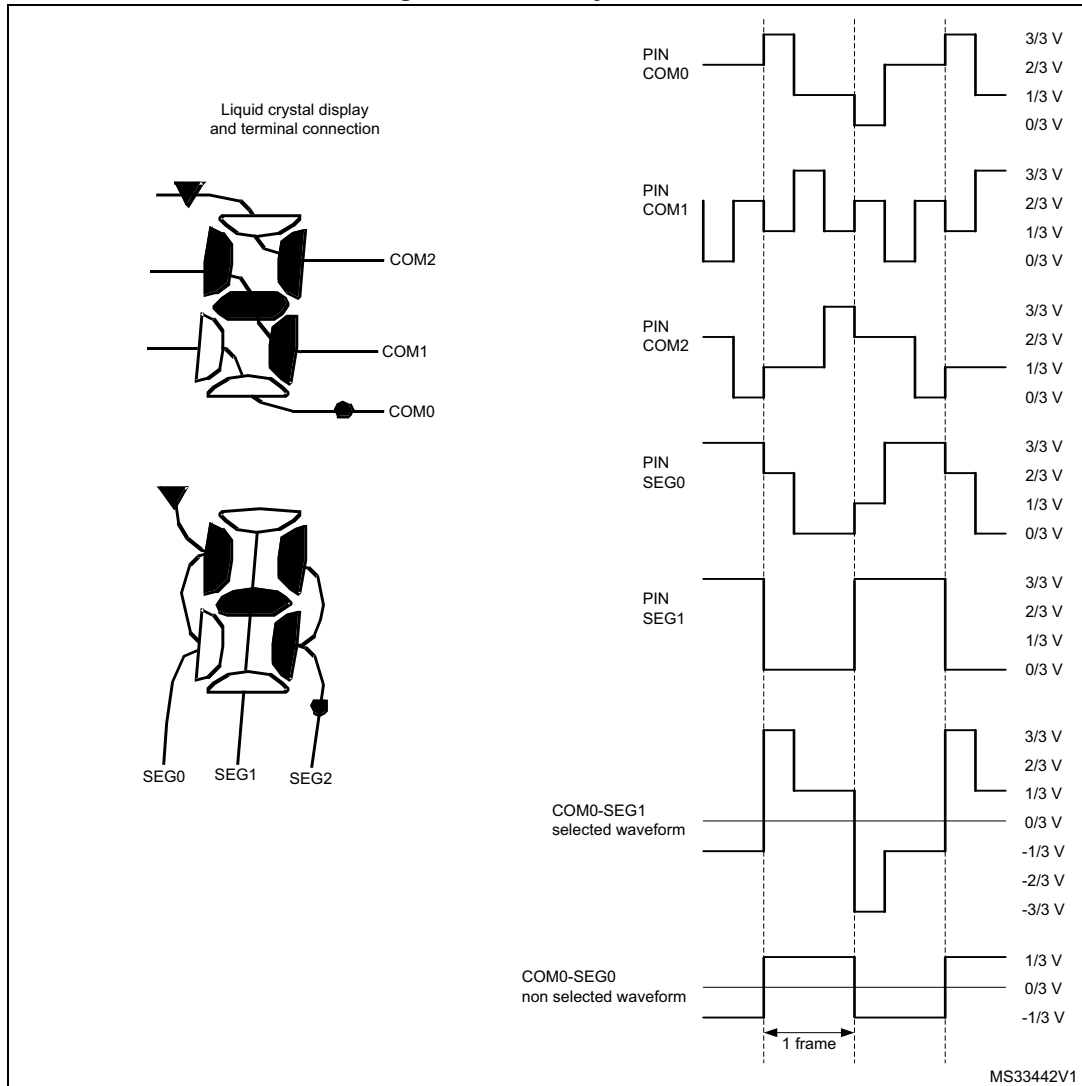 Liquid crystal display
and terminal connection
COM2
COM1
COM0
SEG0
SEG1
SEG2
PIN
COM0
3/3 V
2/3 V
1/3 V
0/3 V
PIN
COM1
3/3 V
2/3 V
1/3 V
0/3 V
PIN
COM2
3/3 V
2/3 V
1/3 V
0/3 V
PIN
SEG0
3/3 V
2/3 V
1/3 V
0/3 V
PIN
SEG1
3/3 V
2/3 V
1/3 V
0/3 V
COM0-SEG1
selected waveform
3/3 V
2/3 V
1/3 V
0/3 V
-1/3 V
-2/3 V
-3/3 V
COM0-SEG0
non selected waveform
1/3 V
0/3 V
-1/3 V
1 frame
MS33442V1